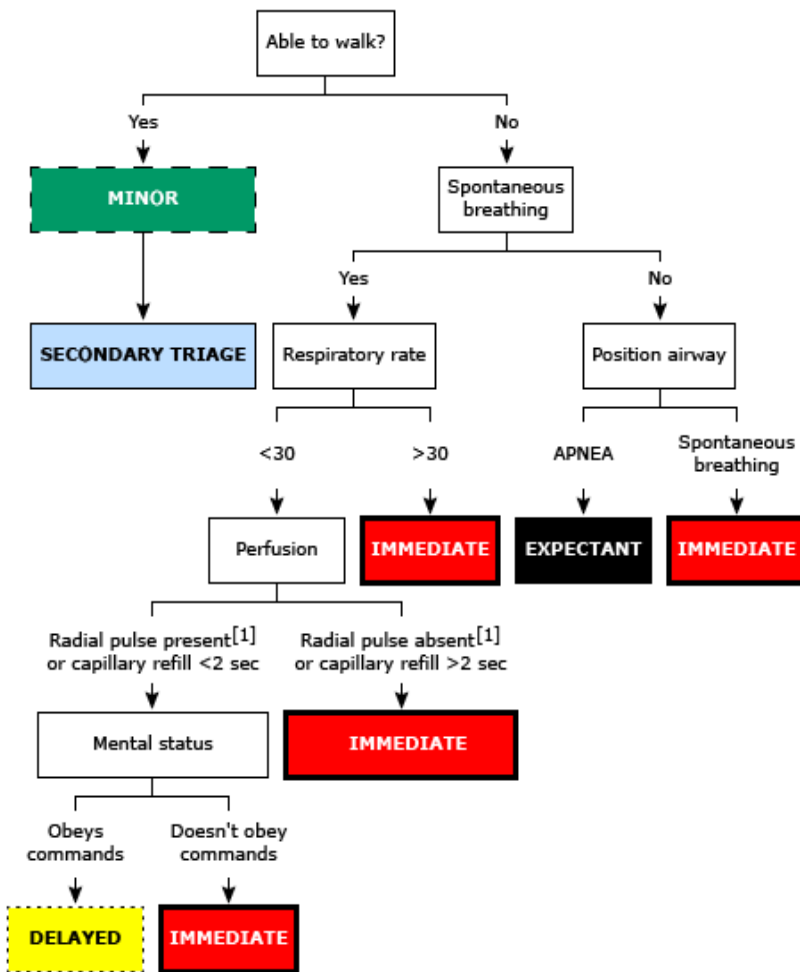 Able to walk?
Yes
No
MINOR
Spontaneous
breathing
Yes
No
SECONDARY TRIAGE
Respiratory rate
Position airway
<30
>30
APNEA
Spontaneous
breathing
Perfusion
IMMEDIATE
EXPECTANT
IMMEDIATE
Radial pulse present[1]
or capillary refill <2 sec
Radial pulse absent[1]
or capillary refill >2 sec
Mental status
IMMEDIATE
Obeys
commands
Doesn't obey
commands
DELAYED
IMMEDIATE